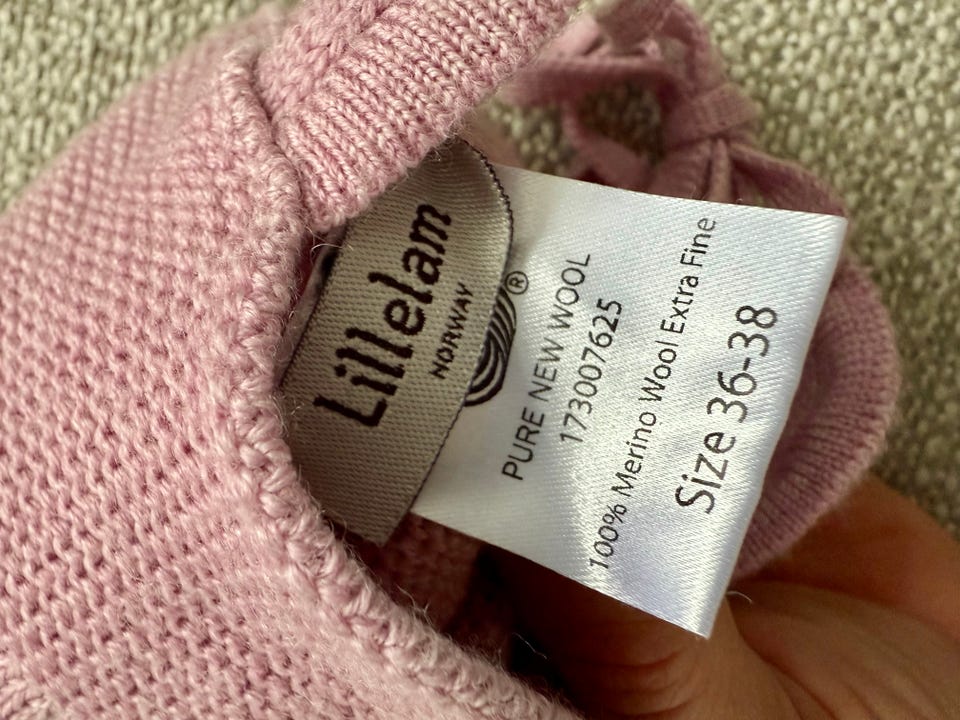 Lillelam
NORWAY
®
PURE NEW WOOL
173007625
100% Merino Wool Extra Fine
Size 36-38